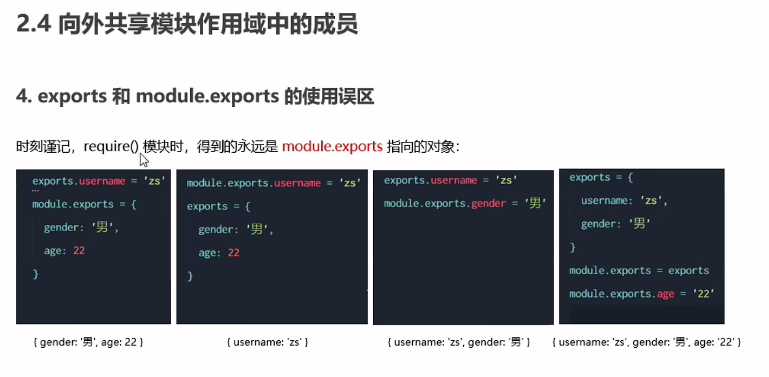 2.4 向外共享模块作用域中的成员
4. exports 和 module.exports 的使用误区
时刻谨记，require() 模块时，得到的永远是 module.exports 指向的对象：
exports.username = 'zs'
module.exports = {
gender: '男',
age: 22
}
{ gender: '男', age: 22 }
module.exports.username = 'zs'
exports = {
gender: '男',
age: 22
}
{ username: 'zs' }
exports.username = 'zs'
module.exports.gender = '男'
{ username: 'zs', gender: '男' }
exports = {
username: 'zs',
gender: '男'
}
module.exports = exports
module.exports.age = '22'
{ username: 'zs', gender: '男', age: '22' }